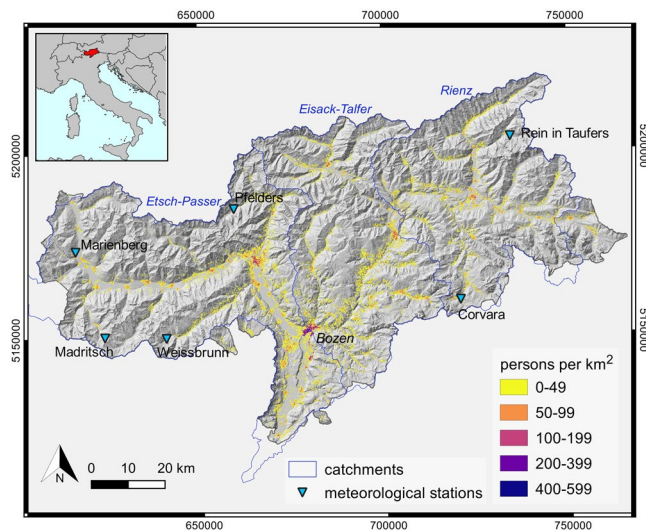 650000
700000
750000
Rienz
Eisack-Talfer
Rein in Taufers
5200000
5200000
Etsch-Passer
Pfelders
Marienberg
Corvara
5150000
5150000
Bozen
Madritsch
Weissbrunn
persons per km²
0-49
50-99
100-199
200-399
400-599
N
0 10 20 km
catchments
meteorological stations
650000
700000
750000